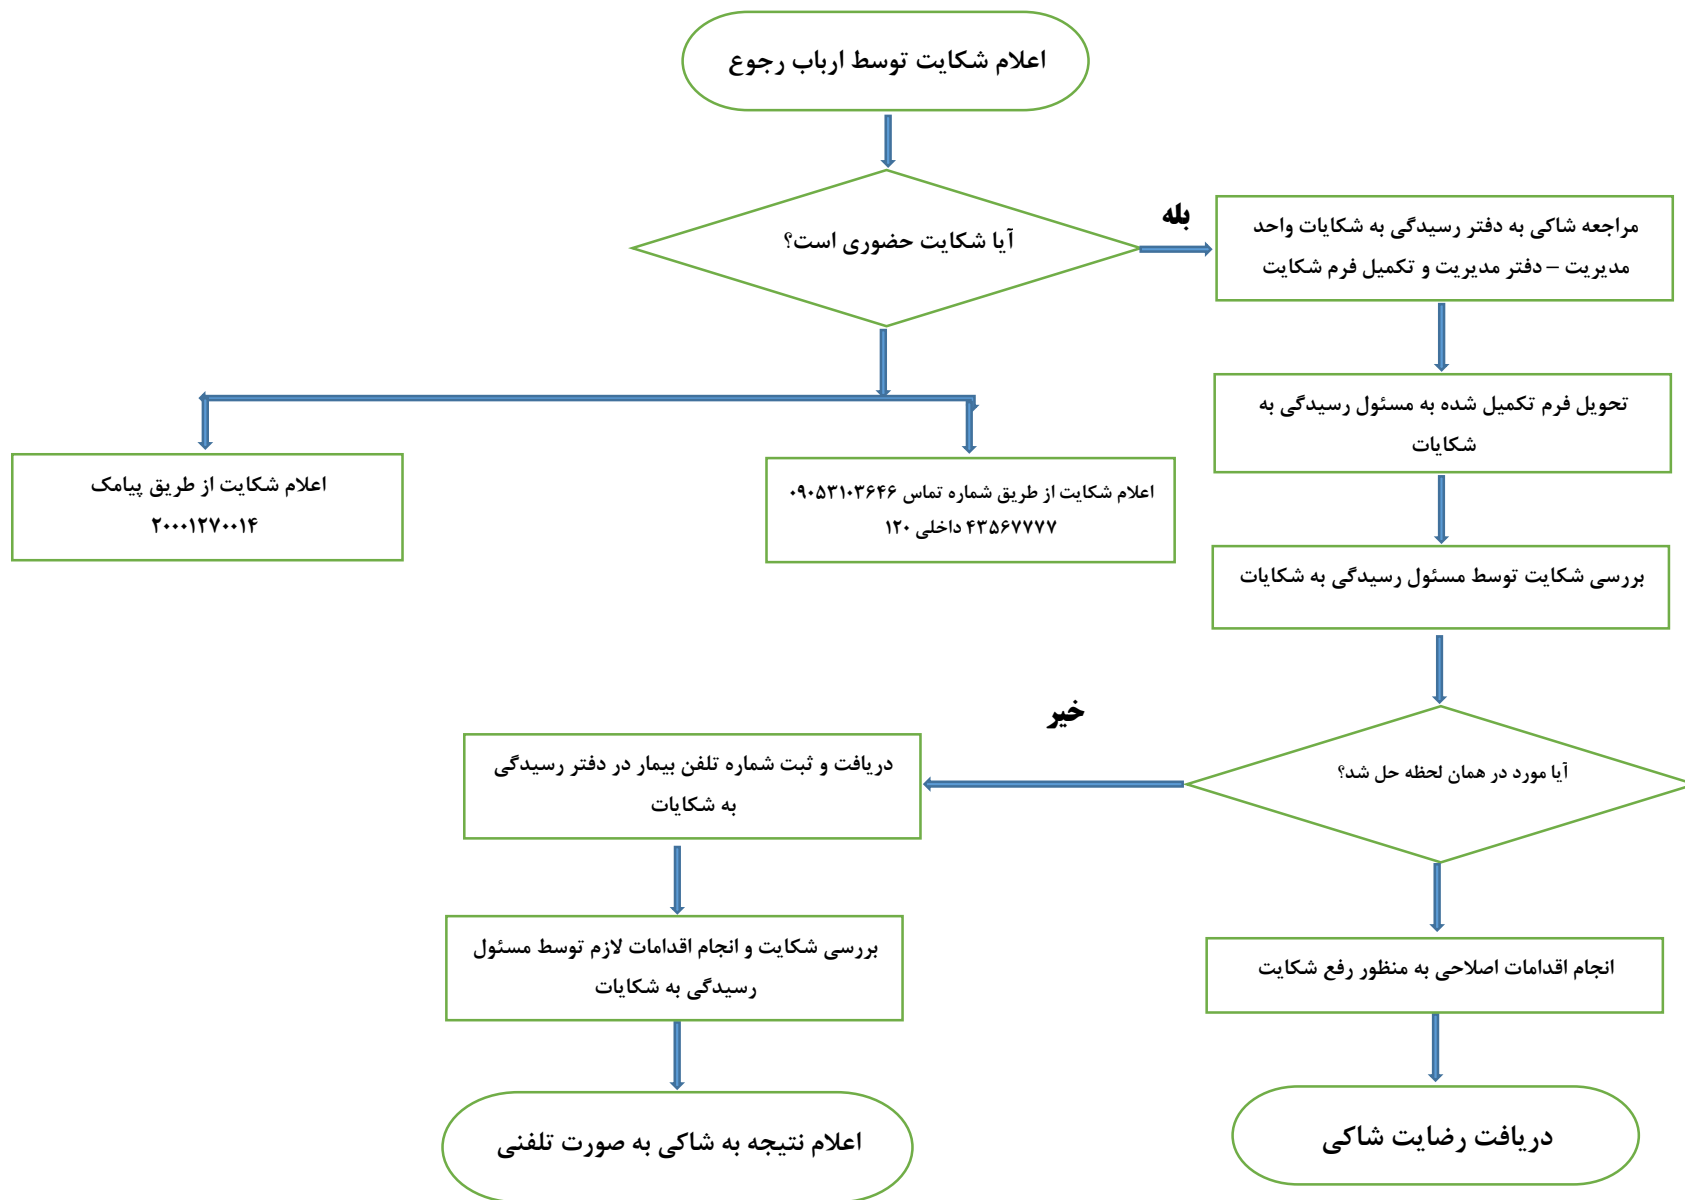 اعلام شکایت توسط ارباب رجوع
آیا شکایت حضوری است؟
بله
مراجعه شاکی به دفتر رسیدگی به شکایات واحد
مدیریت – دفتر مدیریت و تکمیل فرم شکایت
تحویل فرم تکمیل شده به مسئول رسیدگی به
شکایات
اعلام شکایت از طریق شماره تماس ۰۹۰۵۳۱۰۳۶۴۶
۴۳۵۶۷۷۷۷ داخلی ۱۲۰
اعلام شکایت از طریق پیامک
۲۰۰۰۱۲۷۰۰۱۴
بررسی شکایت توسط مسئول رسیدگی به شکایات
آیا مورد در همان لحظه حل شد؟
خیر
دریافت و ثبت شماره تلفن بیمار در دفتر رسیدگی
به شکایات
انجام اقدامات اصلاحی به منظور رفع شکایت
بررسی شکایت و انجام اقدامات لازم توسط مسئول
رسیدگی به شکایات
دریافت رضایت شاکی
اعلام نتیجه به شاکی به صورت تلفنی